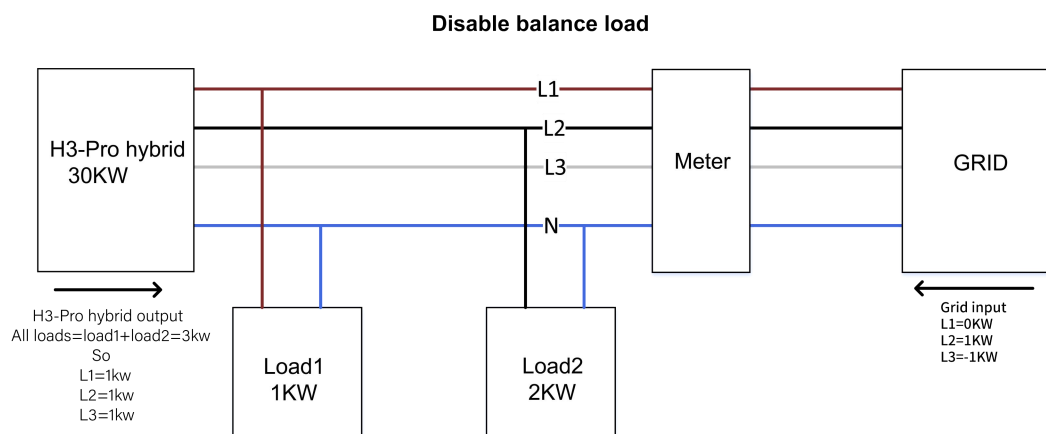 Disable balance load
H3-Pro hybrid
30KW
L1
L2
L3
N
Meter
GRID
H3-Pro hybrid output
All loads=load1+load2=3kw
So
L1=1kw
L2=1kw
L3=1kw
Load1
1KW
Load2
2KW
Grid input
L1=0KW
L2=1KW
L3=-1KW